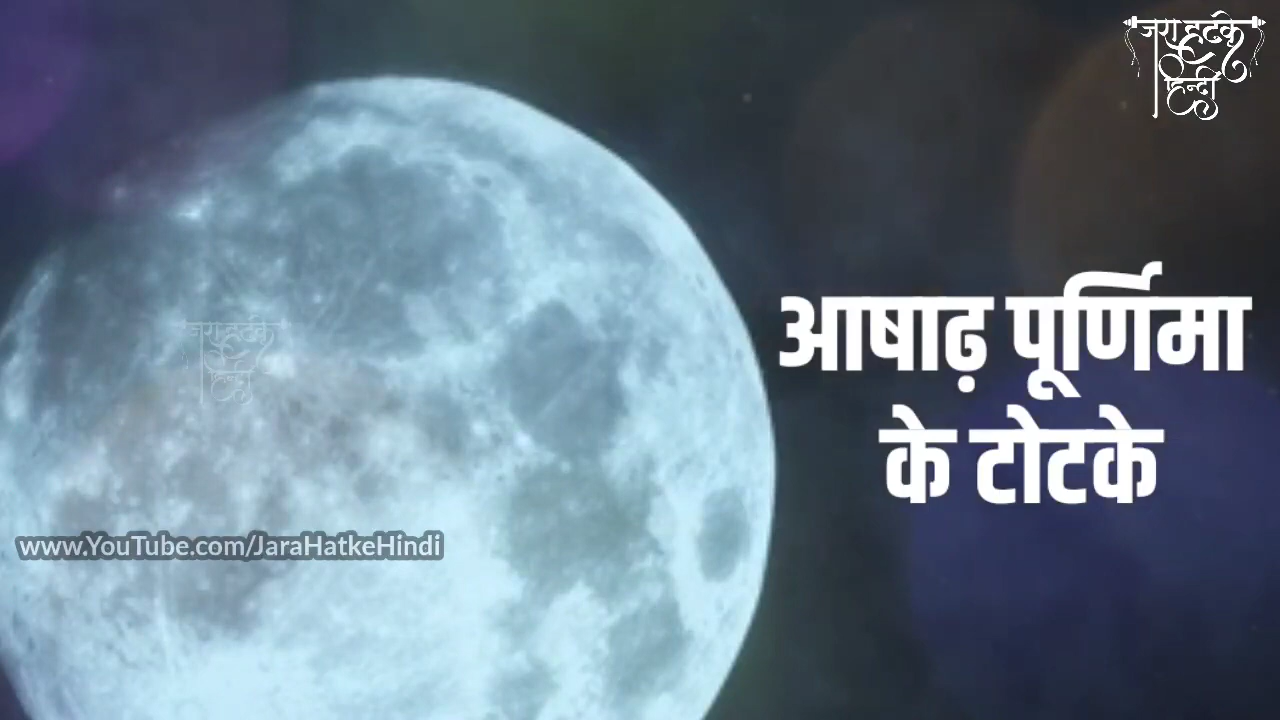 जरा हटके
हिन्दी
आषाढ़ पूर्णिमा
के टोटके
www.YouTube.com/JaraHatkeHindi